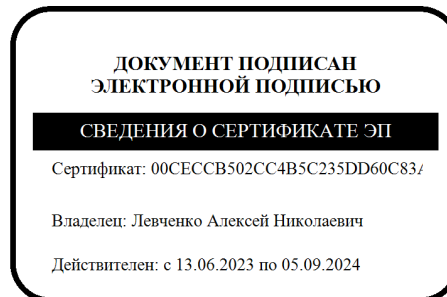 ДОКУМЕНТ ПОДПИСАН
ЭЛЕКТРОННОЙ ПОДПИСЬЮ
СВЕДЕНИЯ О СЕРТИФИКАТЕ ЭП
Сертификат: 00CECCB502CC4B5C235DD60C83A
Владелец: Левченко Алексей Николаевич
Действителен: с 13.06.2023 по 05.09.2024